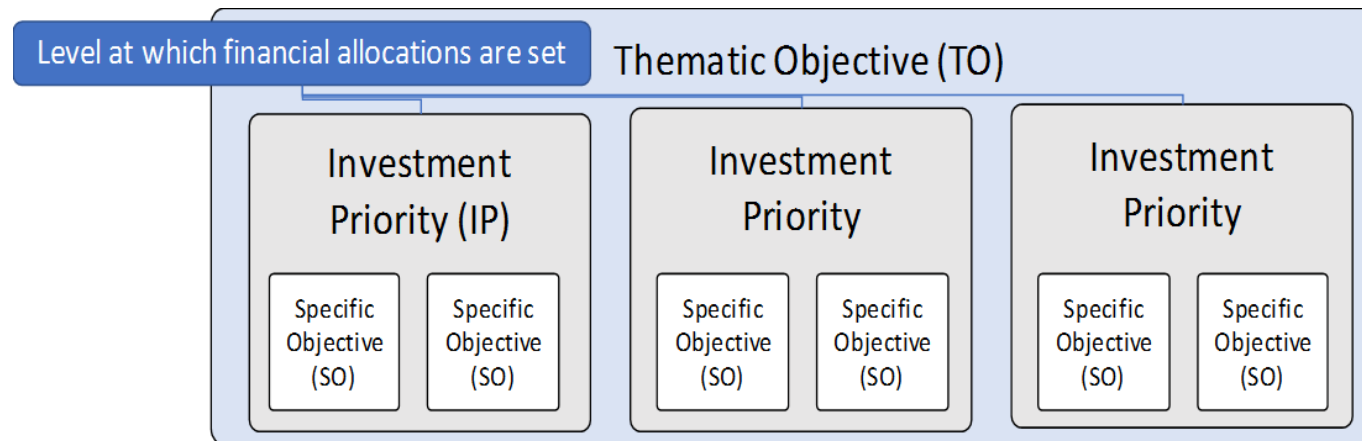 Level at which financial allocations are set
Thematic Objective (TO)
Investment
Priority (IP)
Specific
Objective
(SO)
Specific
Objective
(SO)
Investment
Priority
Specific
Objective
(SO)
Specific
Objective
(SO)
Investment
Priority
Specific
Objective
(SO)
Specific
Objective
(SO)